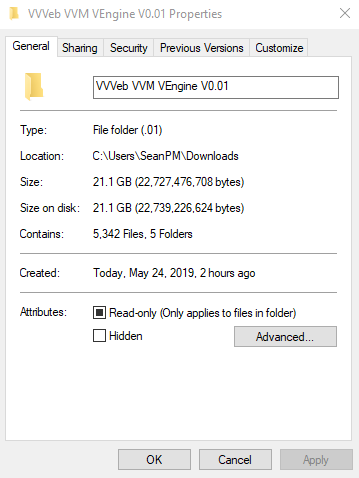 VVVeb VVM VEngine V0.01 Properties
General Sharing Security Previous Versions Customize
VVVeb VVM VEngine V0.01
Type: File folder (.01)
Location: C:\Users\SeanPM\Downloads
Size: 21.1 GB (22,727,476,708 bytes)
Size on disk: 21.1 GB (22,739,226,624 bytes)
Contains: 5,342 Files, 5 Folders
Created: Today, May 24, 2019, 2 hours ago
Attributes: Read-only (Only applies to files in folder)
Hidden Advanced...
OK Cancel Apply